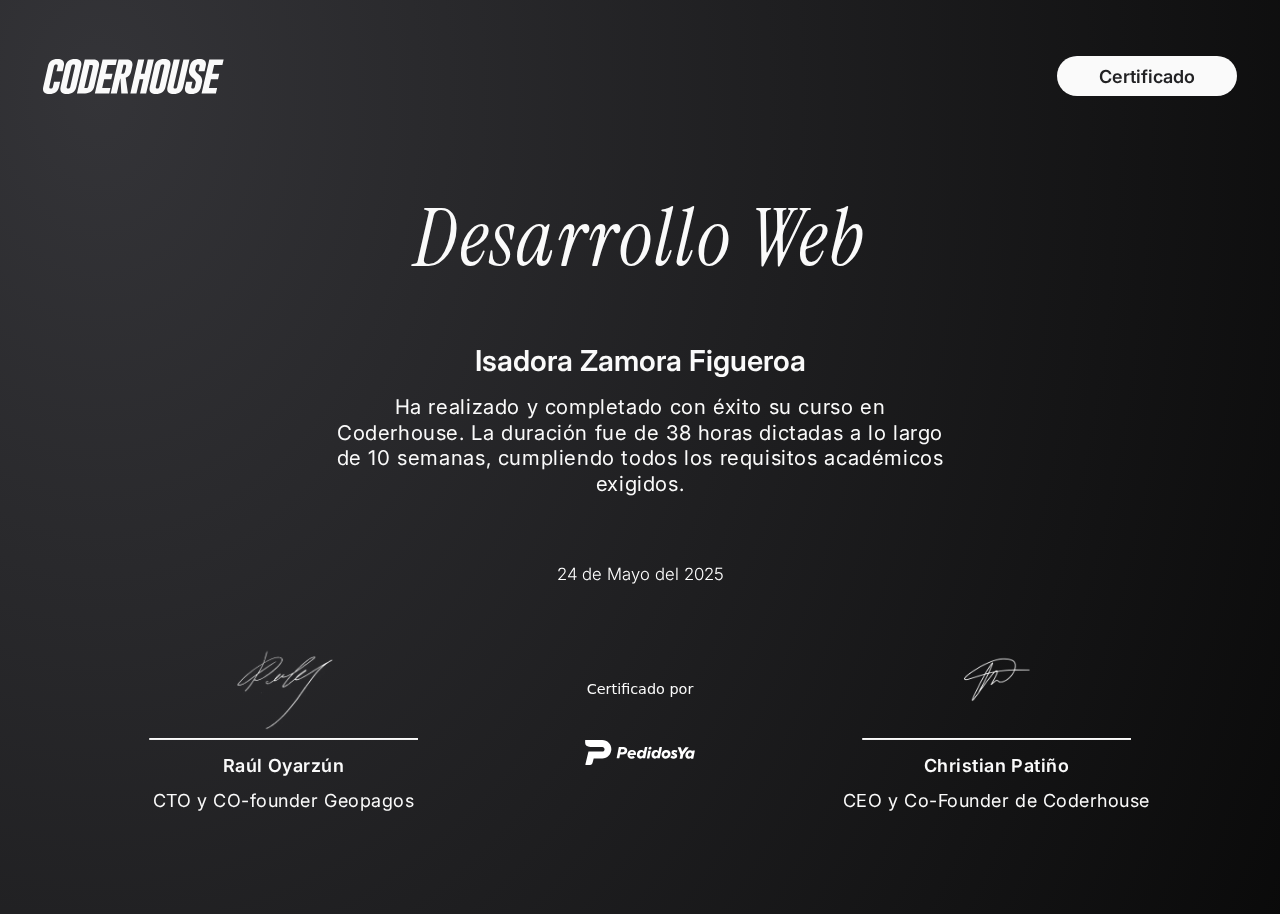 CODERHOUSE
Certificado
Desarrollo Web
Isadora Zamora Figueroa
Ha realizado y completado con éxito su curso en
Coderhouse. La duración fue de 38 horas dictadas a lo largo
de 10 semanas, cumpliendo todos los requisitos académicos
exigidos.
24 de Mayo del 2025
Certificado por
PedidosYa
Raúl Oyarzún
CTO y CO-founder Geopagos
Christian Patiño
CEO y Co-Founder de Coderhouse